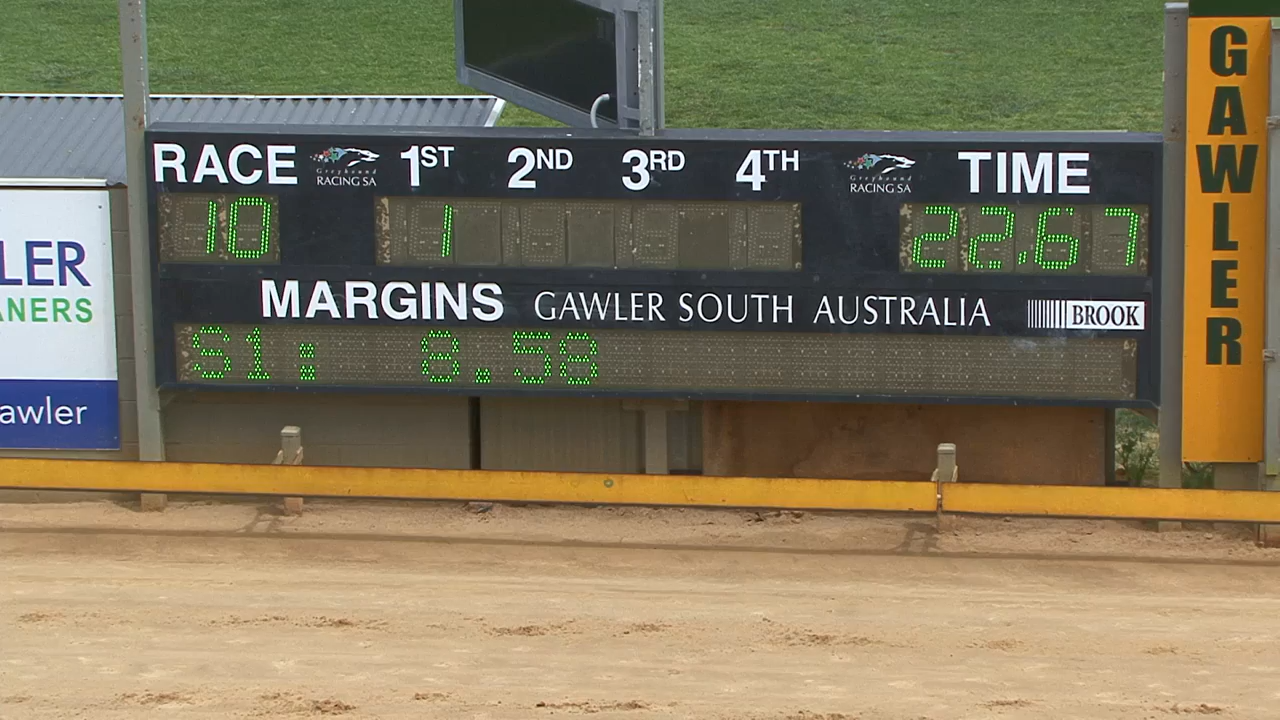 RACE
Greyhound
RACING SA
1ST 2ND 3RD 4TH
Greyhound
RACING SA
TIME
10 1 22.67
MARGINS GAWLER SOUTH AUSTRALIA BROOK
S1: 8.58
GAWLER
LER
ANERS
awler